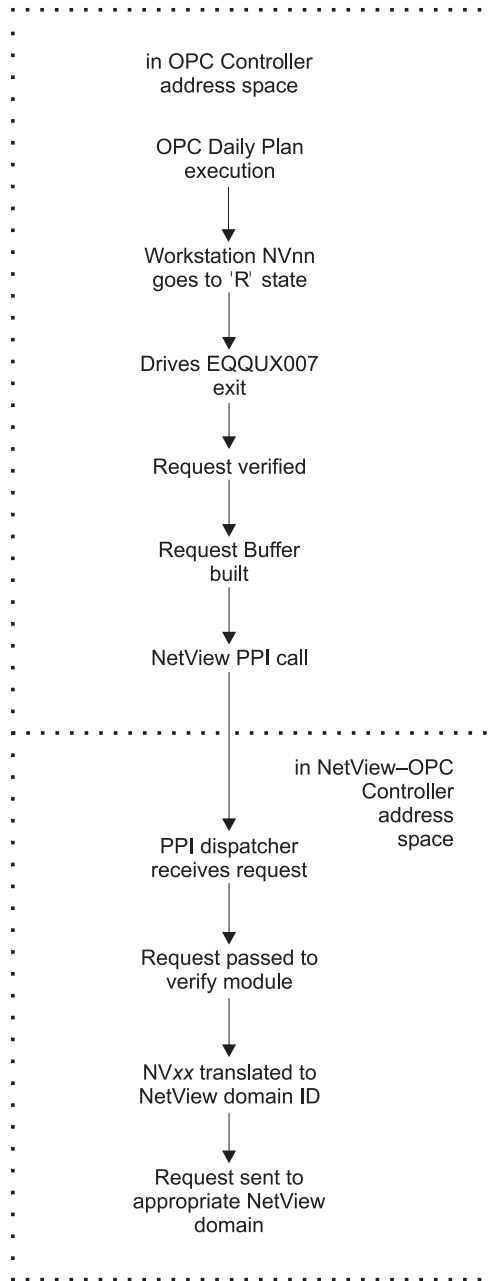 in OPC Controller
address space
OPC Daily Plan
execution
Workstation NVnn
goes to 'R' state
Drives EQQUX007
exit
Request verified
Request Buffer
built
NetView PPI call
in NetView–OPC
Controller
address
space
PPI dispatcher
receives request
Request passed to
verify module
NVxx translated to
NetView domain ID
Request sent to
appropriate NetView
domain